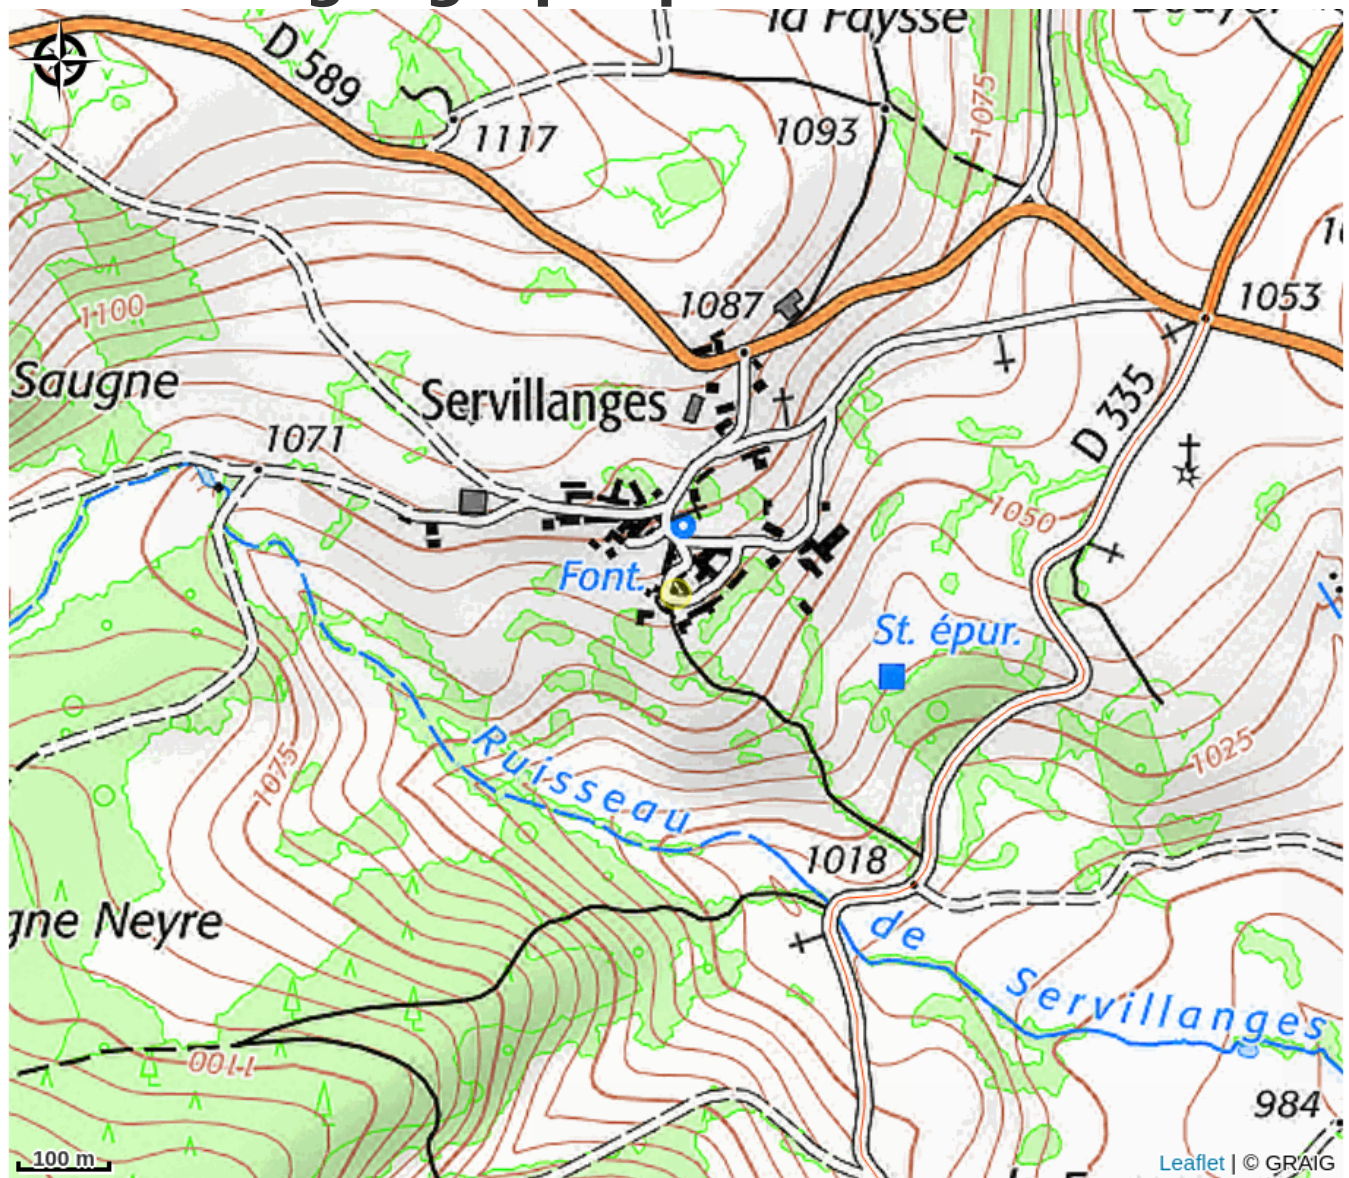 la Faysse
D 589
1075
1117
1093
1087
1053
1100
Saugne
Servillanges
1071
D 335
1050
Font.
St. épur.
Ruisseau
1025
1075
1018
gne Neyre
de
Servillanges
1100
984
100 m
Leaflet | © GRAIG